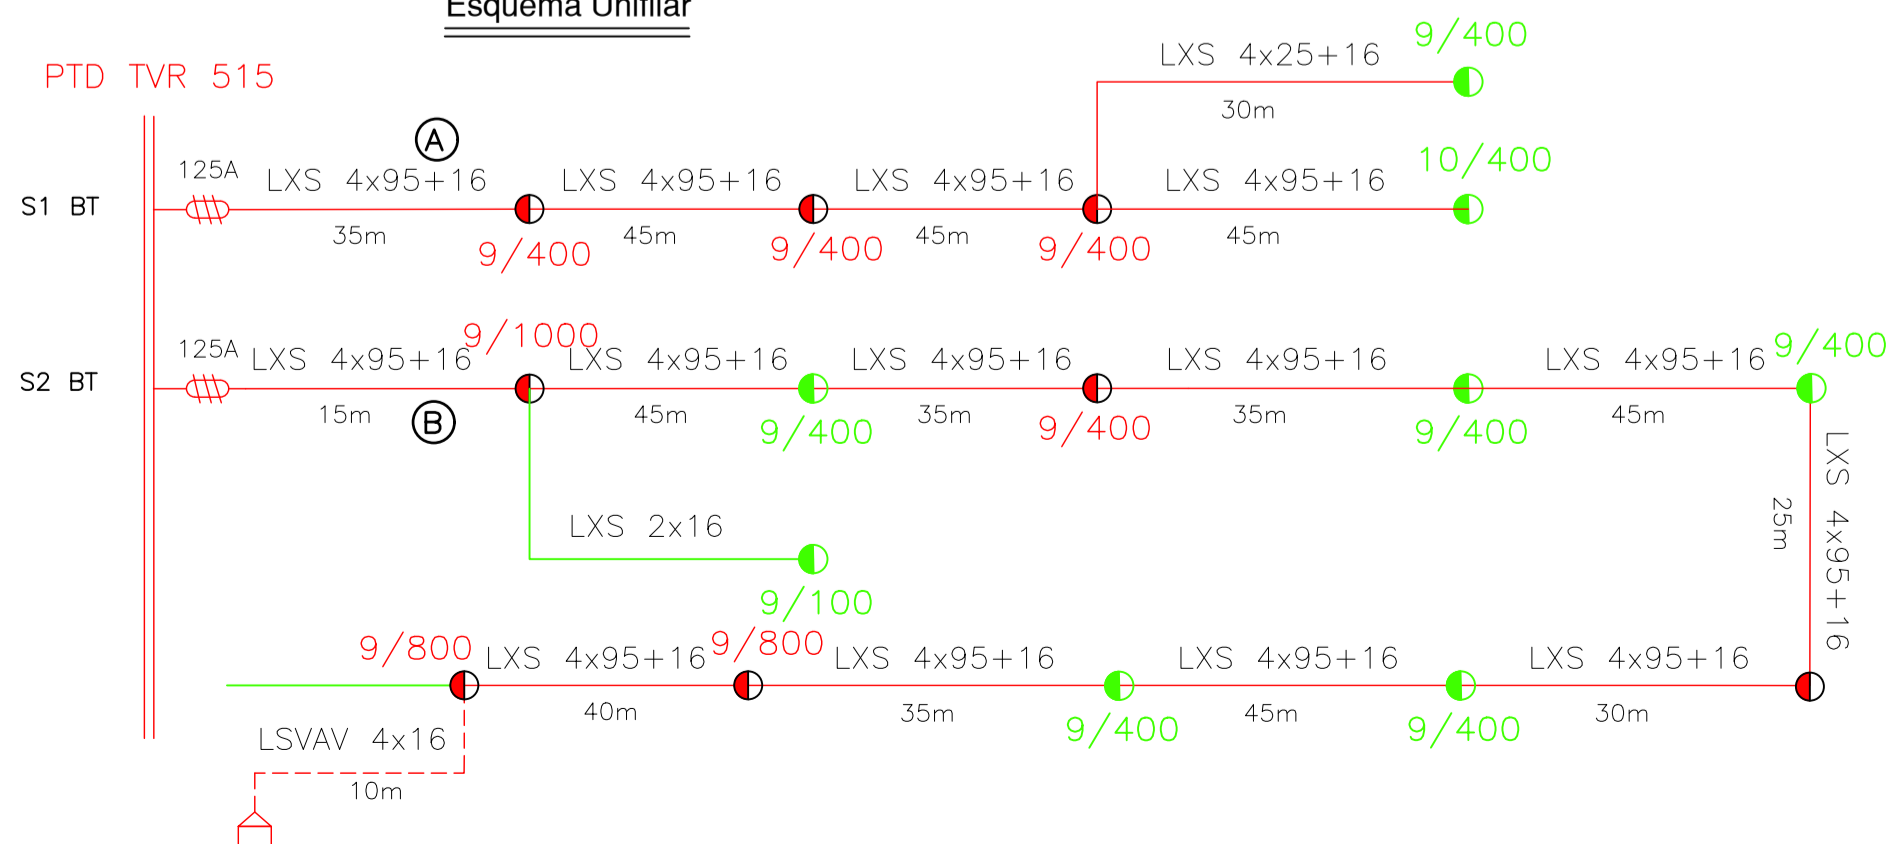 Esquema Unifilar
PTD TVR 515
LXS 4x25+16
9/400
30m
A
10/400
S1 BT
125A
LXS 4x95+16
LXS 4x95+16
LXS 4x95+16
LXS 4x95+16
35m
45m
45m
45m
9/400
9/400
9/400
9/1000
9/400
S2 BT
125A
LXS 4x95+16
LXS 4x95+16
LXS 4x95+16
LXS 4x95+16
LXS 4x95+16
15m
B
45m
35m
35m
45m
9/400
9/400
9/400
LXS 4x95+16
25m
LXS 2x16
9/100
9/800
LXS 4x95+16
9/800
LXS 4x95+16
LXS 4x95+16
LXS 4x95+16
40m
35m
45m
30m
9/400
9/400
LSVAV 4x16
10m